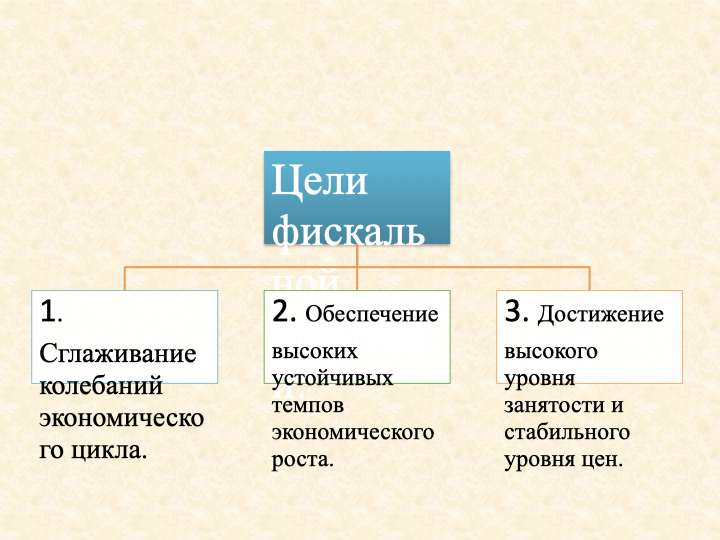 Цели
фискаль
ной
1.
Сглаживание
колебаний
экономическо
го цикла.
2. Обеспечение
высоких
устойчивых
темпов
экономического
роста.
3. Достижение
высокого
уровня
занятости и
стабильного
уровня цен.